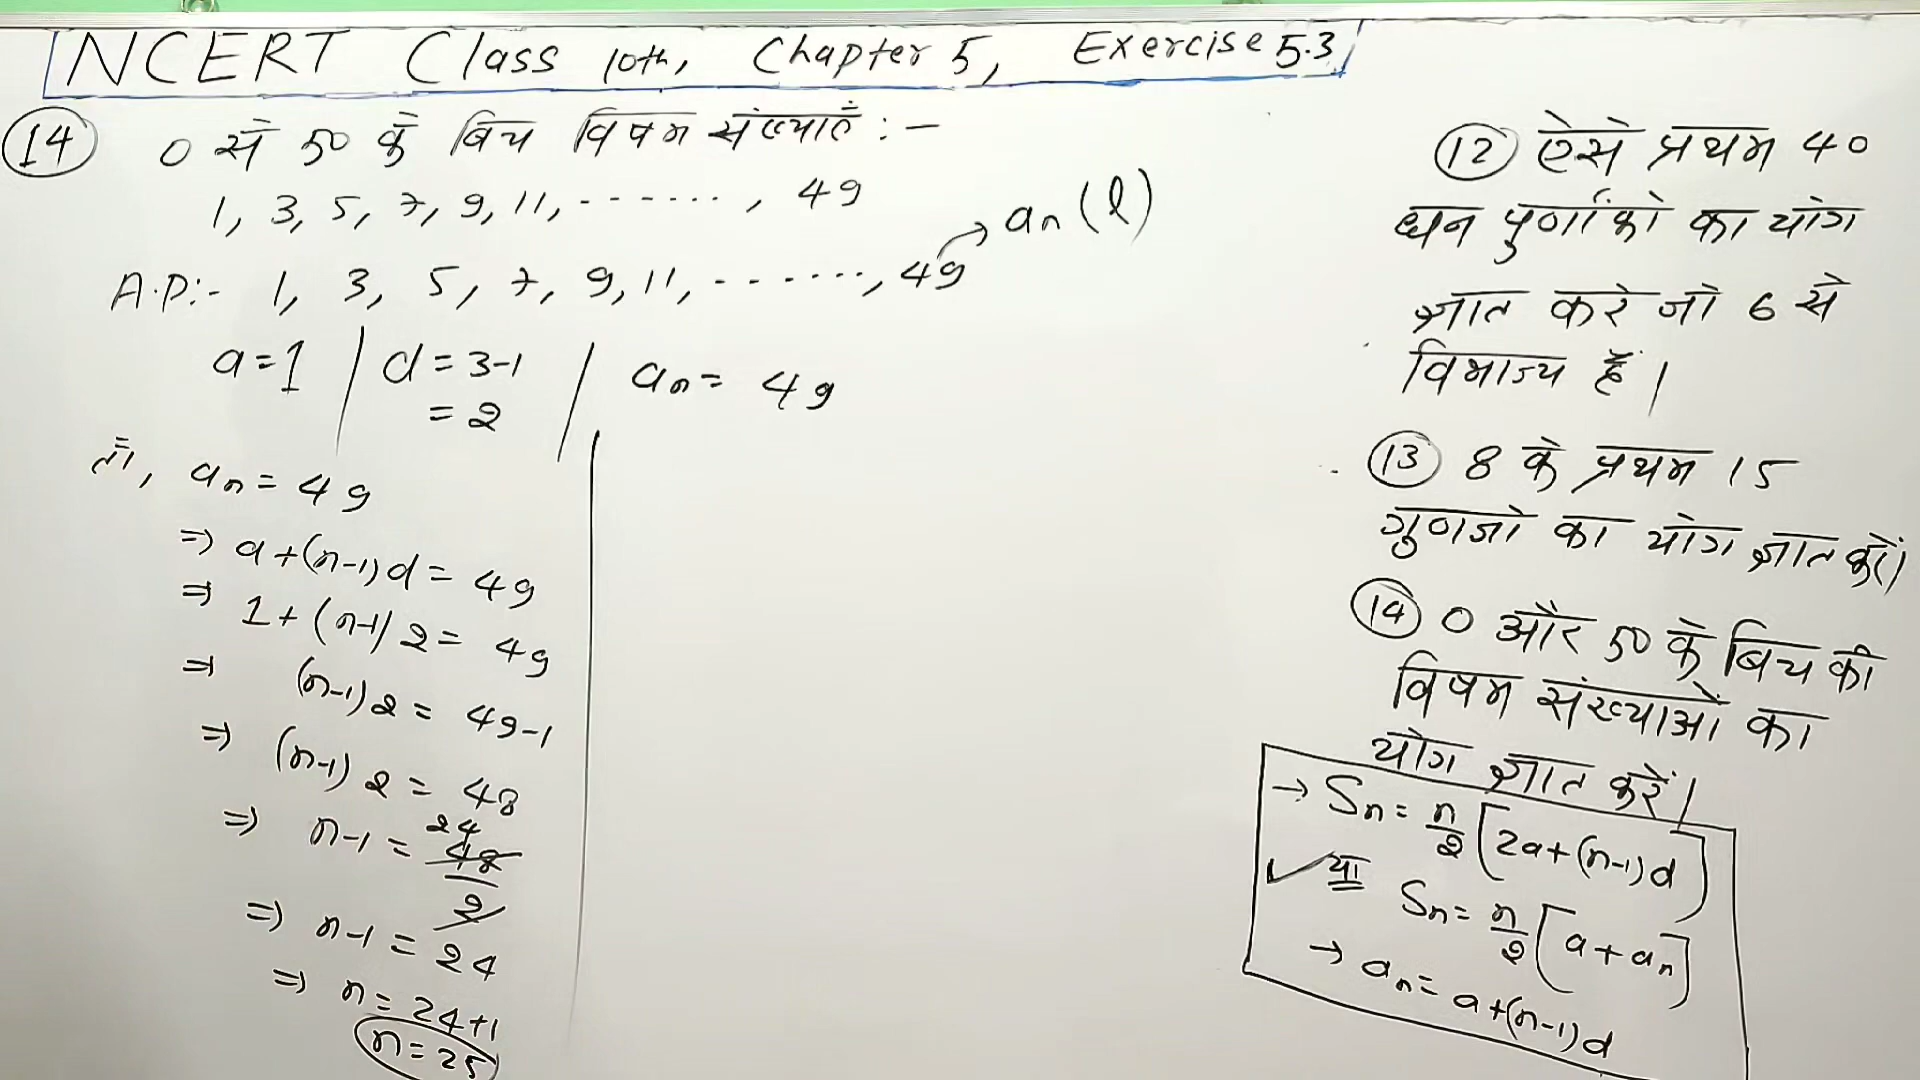 NCERT Class 10th, Chapter 5, Exercise 5.3
14 0 से 50 के बिच विषम संख्याएँ :-
1, 3, 5, 7, 9, 11, ......., 49
A.P:- 1, 3, 5, 7, 9, 11, ......., 49 → an (l)
a = 1 | d = 3-1 | an = 49
= 2
तो, an = 49
⇒ a+(n-1)d = 49
⇒ 1+(n-1)2 = 49
⇒ (n-1)2 = 49-1
⇒ (n-1)2 = 48
⇒ n-1 = 48/2 24
⇒ n-1 = 24
⇒ n = 24+1
n = 25
12 ऐसे प्रथम 40
धन पुर्णांको का योग
ज्ञात करे जो 6 से
विभाज्य हैं।
13 8 के प्रथम 15
गुणजो का योग ज्ञात करें।
14 0 और 50 के बिच की
विषम संख्याओं का
योग ज्ञात करें।
→ Sn = n/2 [2a+(n-1)d]
✓ या
Sn = n/2 [a+an]
→ an = a+(n-1)d